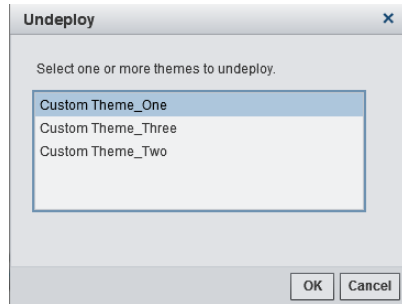 Undeploy
Select one or more themes to undeploy.
Custom Theme_One
Custom Theme_Three
Custom Theme_Two
OK Cancel